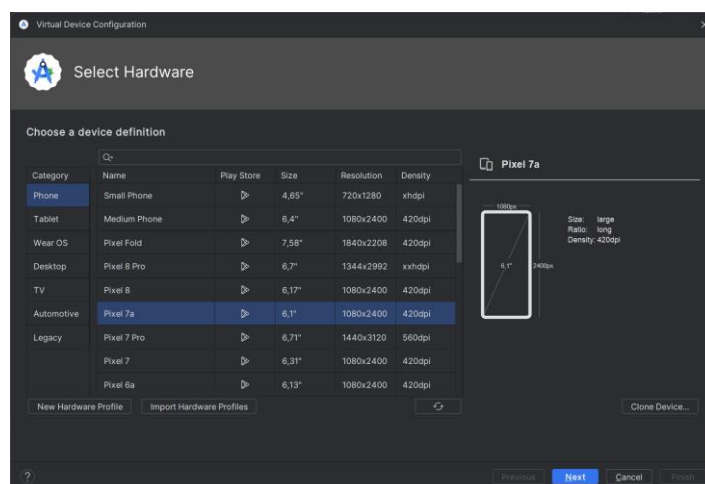 Virtual Device Configuration
Select Hardware
Choose a device definition
Category Name Play Store Size Resolution Density
Phone Small Phone 4,65" 720x1280 xhdpi
Tablet Medium Phone 6,4" 1080x2400 420dpi
Wear OS Pixel Fold 7,58" 1840x2208 420dpi
Desktop Pixel 8 Pro 6,7" 1344x2992 xxhdpi
TV Pixel 8 6,17" 1080x2400 420dpi
Automotive Pixel 7a 6,1" 1080x2400 420dpi
Legacy Pixel 7 Pro 6,71" 1440x3120 560dpi
Pixel 7 6,31" 1080x2400 420dpi
Pixel 6a 6,13" 1080x2400 420dpi
New Hardware Profile Import Hardware Profiles
Pixel 7a
1080px
Size: large
Ratio: long
Density: 420dpi
6,1" 2400px
Clone Device...
? Previous Next Cancel Finish